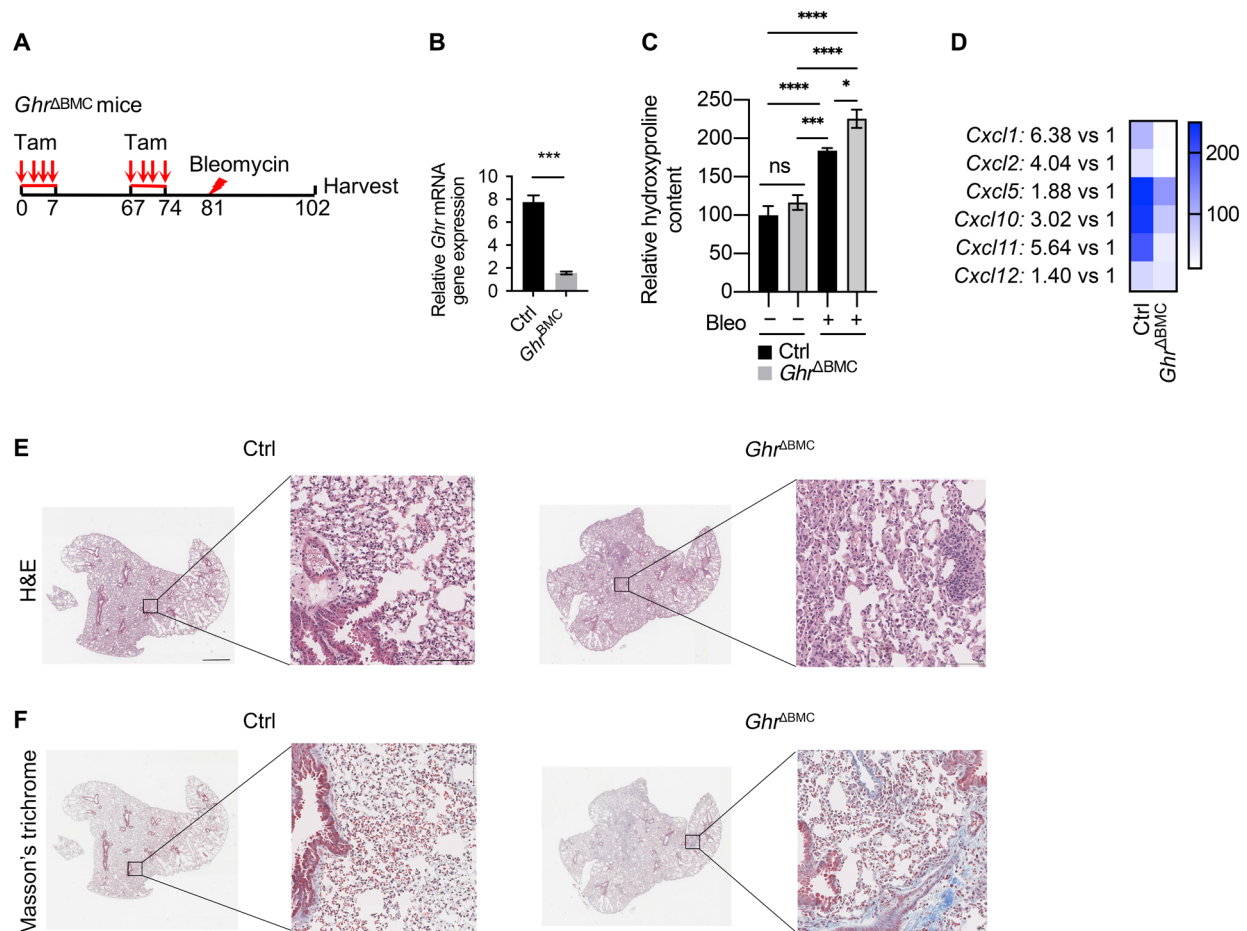 A
Ghr^ΔBMC mice
Tam Tam
Bleomycin
Harvest
0 7 67 74 81 102
B
***
10
8
6
4
2
0
Relative Ghr mRNA
gene expression
Ctrl
Ghr^BMC
C
****
****
**** *
***
ns
250
200
150
100
50
0
Relative hydroxyproline
content
Bleo – – + +
Ctrl
Ghr^ΔBMC
D
Cxcl1: 6.38 vs 1
Cxcl2: 4.04 vs 1
Cxcl5: 1.88 vs 1
Cxcl10: 3.02 vs 1
Cxcl11: 5.64 vs 1
Cxcl12: 1.40 vs 1
200
100
Ctrl
Ghr^ΔBMC
E
Ctrl Ghr^ΔBMC
H&E
F
Ctrl Ghr^ΔBMC
Masson's trichrome